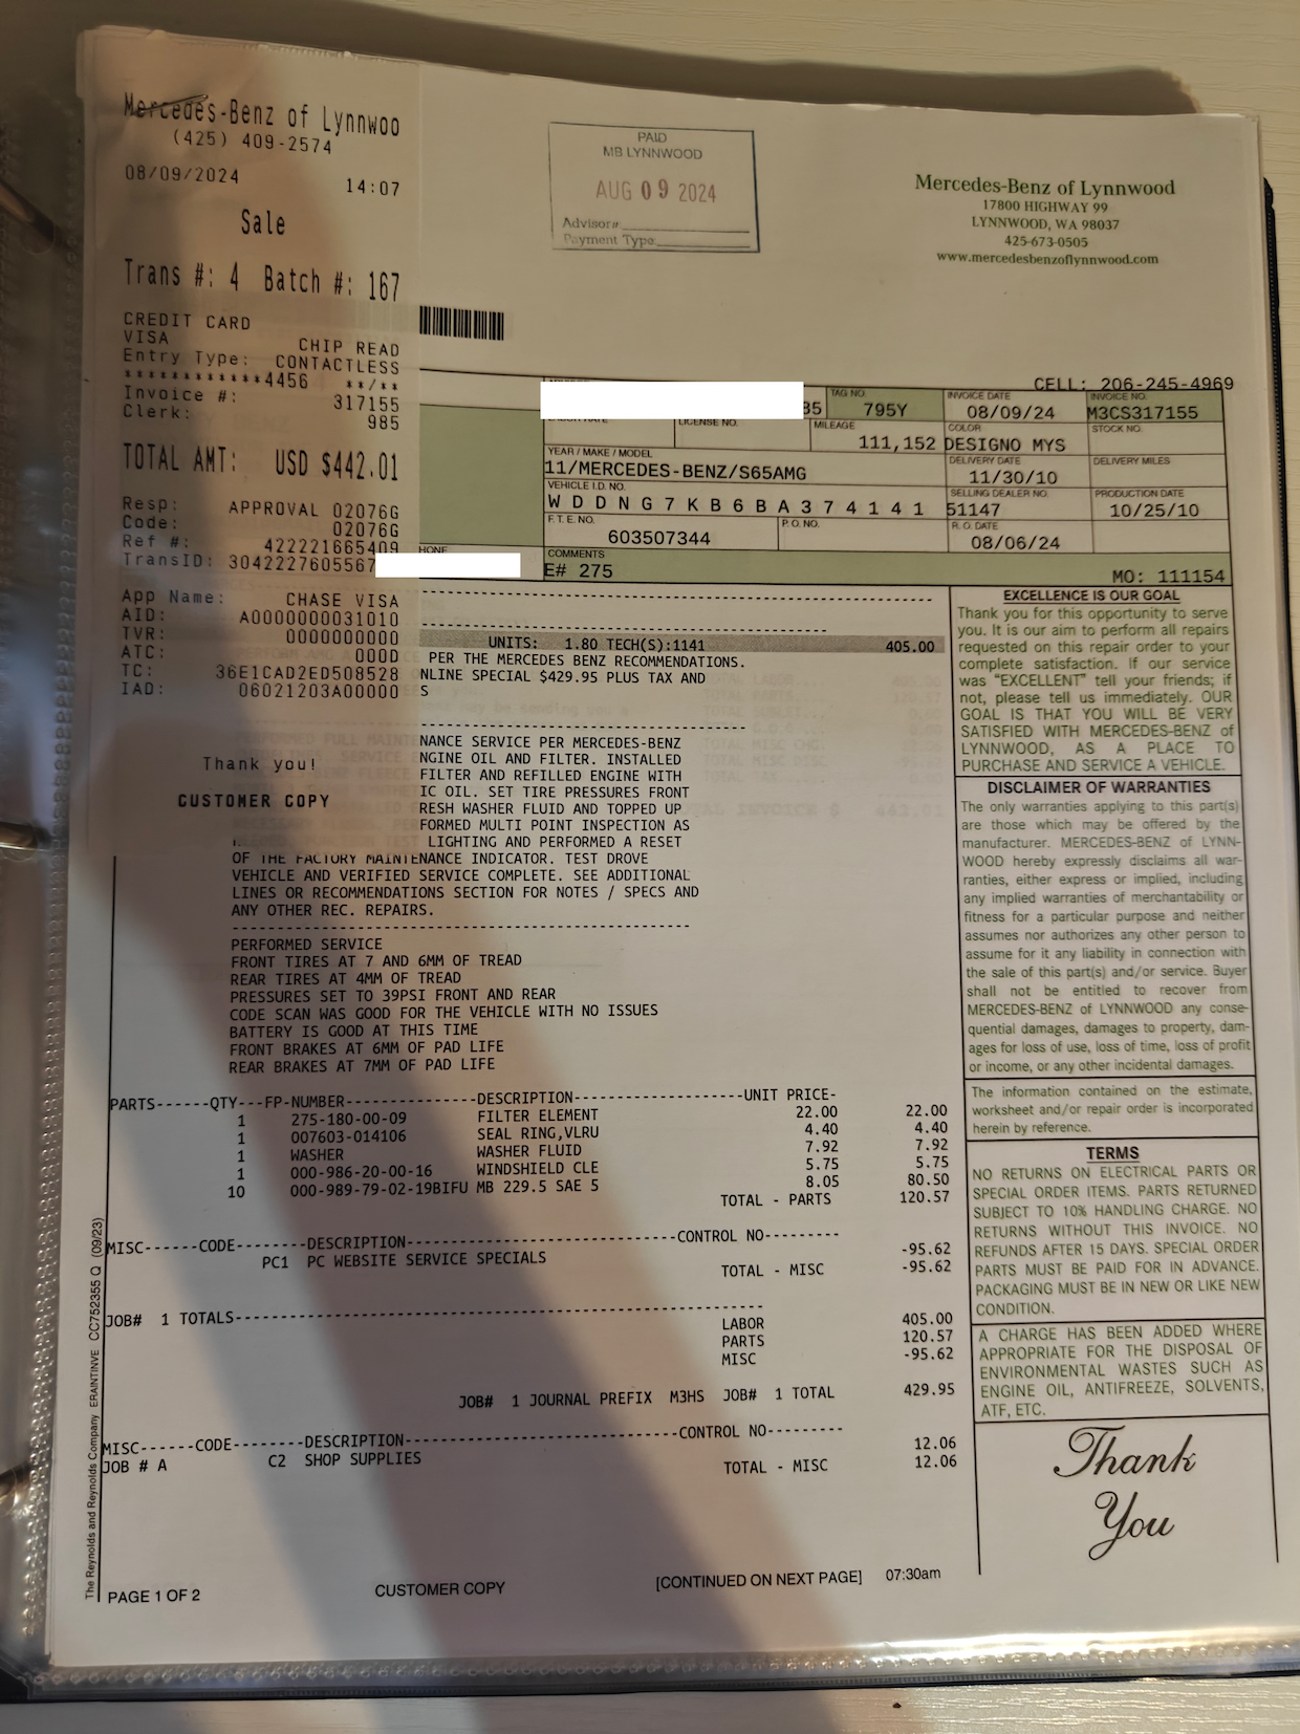 Mercedes-Benz of Lynnwoo
(425) 409-2574
08/09/2024 14:07
Sale
Trans #: 4 Batch #: 167
CREDIT CARD
VISA CHIP READ
Entry Type: CONTACTLESS
************4456 **/**
Invoice #: 317155
Clerk: 985
TOTAL AMT: USD $442.01
Resp: APPROVAL 02076G
Code: 02076G
Ref #: 422221665409
TransID: 3042227605567
App Name: CHASE VISA
AID: A0000000031010
TVR: 0000000000
ATC: 000D
TC: 36E1CAD2ED508528
IAD: 06021203A00000
Thank you!
CUSTOMER COPY
PAID
MB LYNNWOOD
AUG 09 2024
Advisor#
Payment Type
Mercedes-Benz of Lynnwood
17800 HIGHWAY 99
LYNNWOOD, WA 98037
425-673-0505
www.mercedesbenzoflynnwood.com
CELL: 206-245-4969
35
TAG NO. 795Y
INVOICE DATE 08/09/24
INVOICE NO. M3CS317155
LABOR RATE
LICENSE NO.
MILEAGE 111,152
COLOR DESIGNO MYS
STOCK NO.
YEAR / MAKE / MODEL
11/MERCEDES-BENZ/S65AMG
DELIVERY DATE 11/30/10
DELIVERY MILES
VEHICLE I.D. NO.
W D D N G 7 K B 6 B A 3 7 4 1 4 1
SELLING DEALER NO. 51147
PRODUCTION DATE 10/25/10
F.T.E. NO. 603507344
P.O. NO.
R.O. DATE 08/06/24
HONE
COMMENTS
E# 275
MO: 111154
UNITS: 1.80 TECH(S):1141 405.00
PER THE MERCEDES BENZ RECOMMENDATIONS.
NLINE SPECIAL $429.95 PLUS TAX AND
S
NANCE SERVICE PER MERCEDES-BENZ
NGINE OIL AND FILTER. INSTALLED
FILTER AND REFILLED ENGINE WITH
IC OIL. SET TIRE PRESSURES FRONT
RESH WASHER FLUID AND TOPPED UP
FORMED MULTI POINT INSPECTION AS
LIGHTING AND PERFORMED A RESET
OF THE FACTORY MAINTENANCE INDICATOR. TEST DROVE
VEHICLE AND VERIFIED SERVICE COMPLETE. SEE ADDITIONAL
LINES OR RECOMMENDATIONS SECTION FOR NOTES / SPECS AND
ANY OTHER REC. REPAIRS.
PERFORMED SERVICE
FRONT TIRES AT 7 AND 6MM OF TREAD
REAR TIRES AT 4MM OF TREAD
PRESSURES SET TO 39PSI FRONT AND REAR
CODE SCAN WAS GOOD FOR THE VEHICLE WITH NO ISSUES
BATTERY IS GOOD AT THIS TIME
FRONT BRAKES AT 6MM OF PAD LIFE
REAR BRAKES AT 7MM OF PAD LIFE
PARTS------QTY---FP-NUMBER---------------DESCRIPTION-------------------UNIT PRICE-
1 275-180-00-09 FILTER ELEMENT 22.00 22.00
1 007603-014106 SEAL RING,VLRU 4.40 4.40
1 WASHER WASHER FLUID 7.92 7.92
1 000-986-20-00-16 WINDSHIELD CLE 5.75 5.75
10 000-989-79-02-19BIFU MB 229.5 SAE 5 8.05 80.50
TOTAL - PARTS 120.57
MISC------CODE--------DESCRIPTION------------------------------CONTROL NO---------
PC1 PC WEBSITE SERVICE SPECIALS -95.62
TOTAL - MISC -95.62
JOB# 1 TOTALS------------------------------------------------------------
LABOR 405.00
PARTS 120.57
MISC -95.62
JOB# 1 JOURNAL PREFIX M3HS JOB# 1 TOTAL 429.95
MISC------CODE--------DESCRIPTION------------------------------CONTROL NO---------
JOB # A C2 SHOP SUPPLIES 12.06
TOTAL - MISC 12.06
EXCELLENCE IS OUR GOAL
Thank you for this opportunity to serve
you. It is our aim to perform all repairs
requested on this repair order to your
complete satisfaction. If our service
was "EXCELLENT" tell your friends; if
not, please tell us immediately. OUR
GOAL IS THAT YOU WILL BE VERY
SATISFIED WITH MERCEDES-BENZ of
LYNNWOOD, AS A PLACE TO
PURCHASE AND SERVICE A VEHICLE.
DISCLAIMER OF WARRANTIES
The only warranties applying to this part(s)
are those which may be offered by the
manufacturer. MERCEDES-BENZ of LYNN-
WOOD hereby expressly disclaims all war-
ranties, either express or implied, including
any implied warranties of merchantability or
fitness for a particular purpose and neither
assumes nor authorizes any other person to
assume for it any liability in connection with
the sale of this part(s) and/or service. Buyer
shall not be entitled to recover from
MERCEDES-BENZ of LYNNWOOD any conse-
quential damages, damages to property, dam-
ages for loss of use, loss of time, loss of profit
or income, or any other incidental damages.
The information contained on the estimate,
worksheet and/or repair order is incorporated
herein by reference.
TERMS
NO RETURNS ON ELECTRICAL PARTS OR
SPECIAL ORDER ITEMS. PARTS RETURNED
SUBJECT TO 10% HANDLING CHARGE. NO
RETURNS WITHOUT THIS INVOICE. NO
REFUNDS AFTER 15 DAYS. SPECIAL ORDER
PARTS MUST BE PAID FOR IN ADVANCE.
PACKAGING MUST BE IN NEW OR LIKE NEW
CONDITION.
A CHARGE HAS BEEN ADDED WHERE
APPROPRIATE FOR THE DISPOSAL OF
ENVIRONMENTAL WASTES SUCH AS
ENGINE OIL, ANTIFREEZE, SOLVENTS,
ATF, ETC.
Thank
You
The Reynolds and Reynolds Company ERAINTINVE CC752355 Q (09/23)
PAGE 1 OF 2 CUSTOMER COPY [CONTINUED ON NEXT PAGE] 07:30am